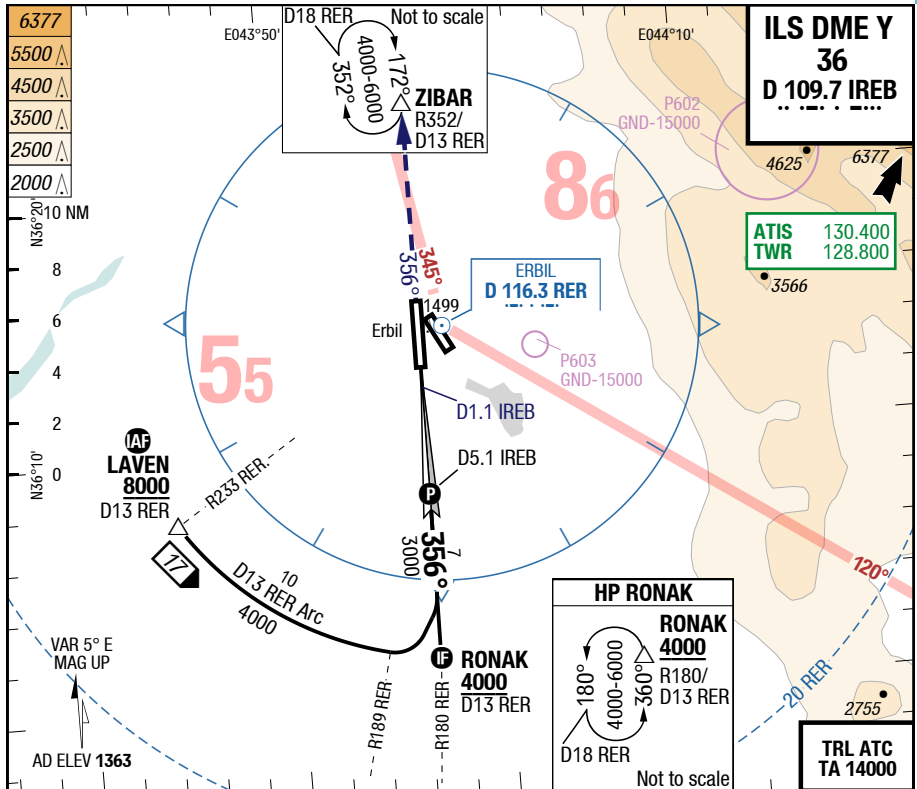 6377
5500
4500
3500
2500
2000
D18 RER
Not to scale
4000-6000
352°
172°
ZIBAR
R352/
D13 RER
E043°50'
E044°10'
ILS DME Y
36
D 109.7 IREB
P602
GND-15000
4625
6377
86
ATIS 130.400
TWR 128.800
3566
N36°20'
10 NM
8
6
4
2
0
N36°10'
356°
345°
ERBIL
D 116.3 RER
1499
Erbil
55
P603
GND-15000
D1.1 IREB
D5.1 IREB
P
IAF
LAVEN
8000
D13 RER
R233 RER
17
10
D13 RER Arc
4000
7
356°
3000
IF
RONAK
4000
D13 RER
R189 RER
R180 RER
120°
20 RER
HP RONAK
RONAK
4000
R180/
D13 RER
180°
4000-6000
360°
D18 RER
Not to scale
2755
VAR 5° E
MAG UP
AD ELEV 1363
TRL ATC
TA 14000